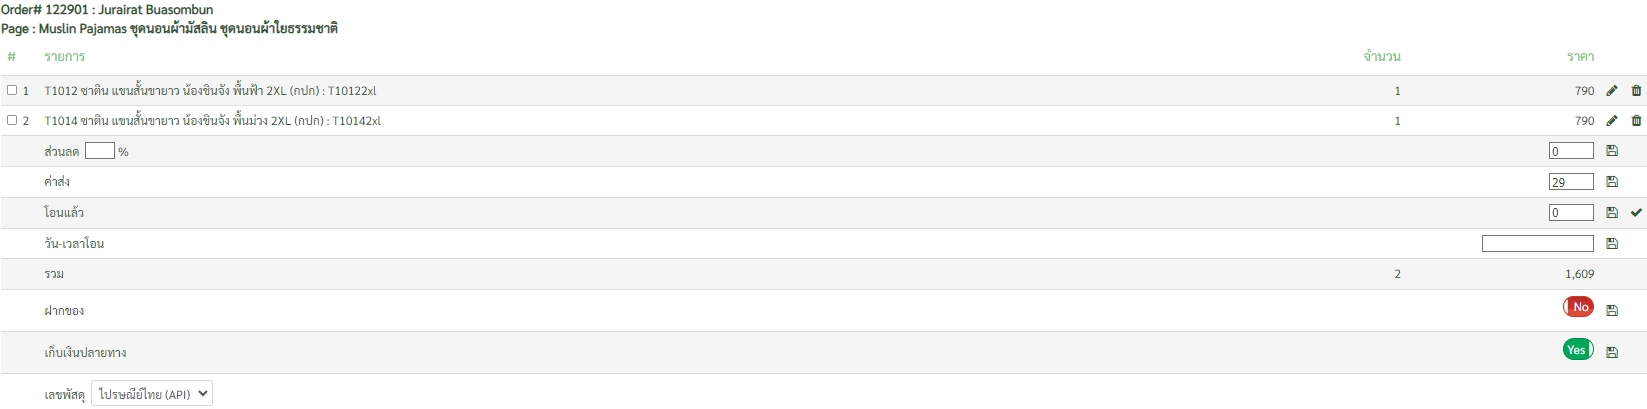 Order# 122901 : Jurairat Buasombun
Page : Muslin Pajamas ชุดนอนผ้ามัสลิน ชุดนอนผ้าใยธรรมชาติ
# รายการ จำนวน ราคา
1 T1012 ซาติน แขนสั้นขายาว น้องชินจัง พื้นฟ้า 2XL (กปก) : T10122xl 1 790
2 T1014 ซาติน แขนสั้นขายาว น้องชินจัง พื้นม่วง 2XL (กปก) : T10142xl 1 790
ส่วนลด % 0
ค่าส่ง 29
โอนแล้ว 0
วัน-เวลาโอน
รวม 2 1,609
ฝากของ No
เก็บเงินปลายทาง Yes
เลขพัสดุ ไปรษณีย์ไทย (API)